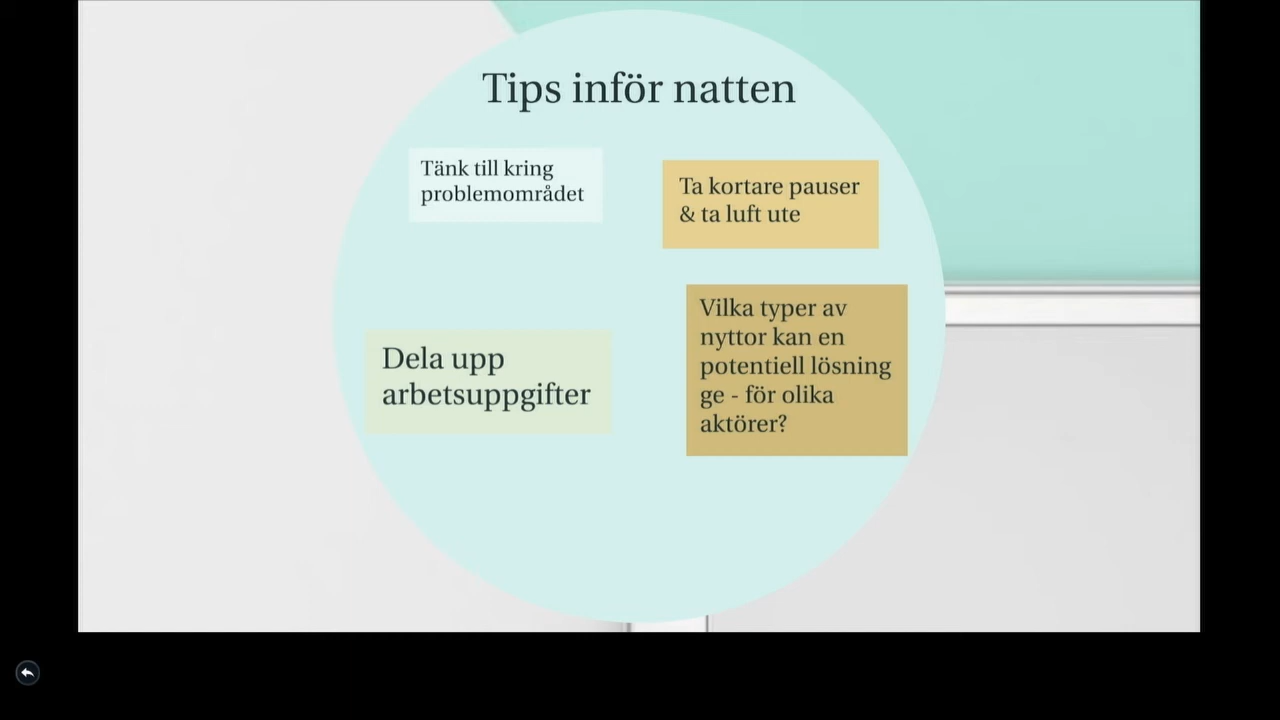 Tips inför natten
Tänk till kring
problemområdet
Ta kortare pauser
& ta luft ute
Dela upp
arbetsuppgifter
Vilka typer av
nyttor kan en
potentiell lösning
ge - för olika
aktörer?